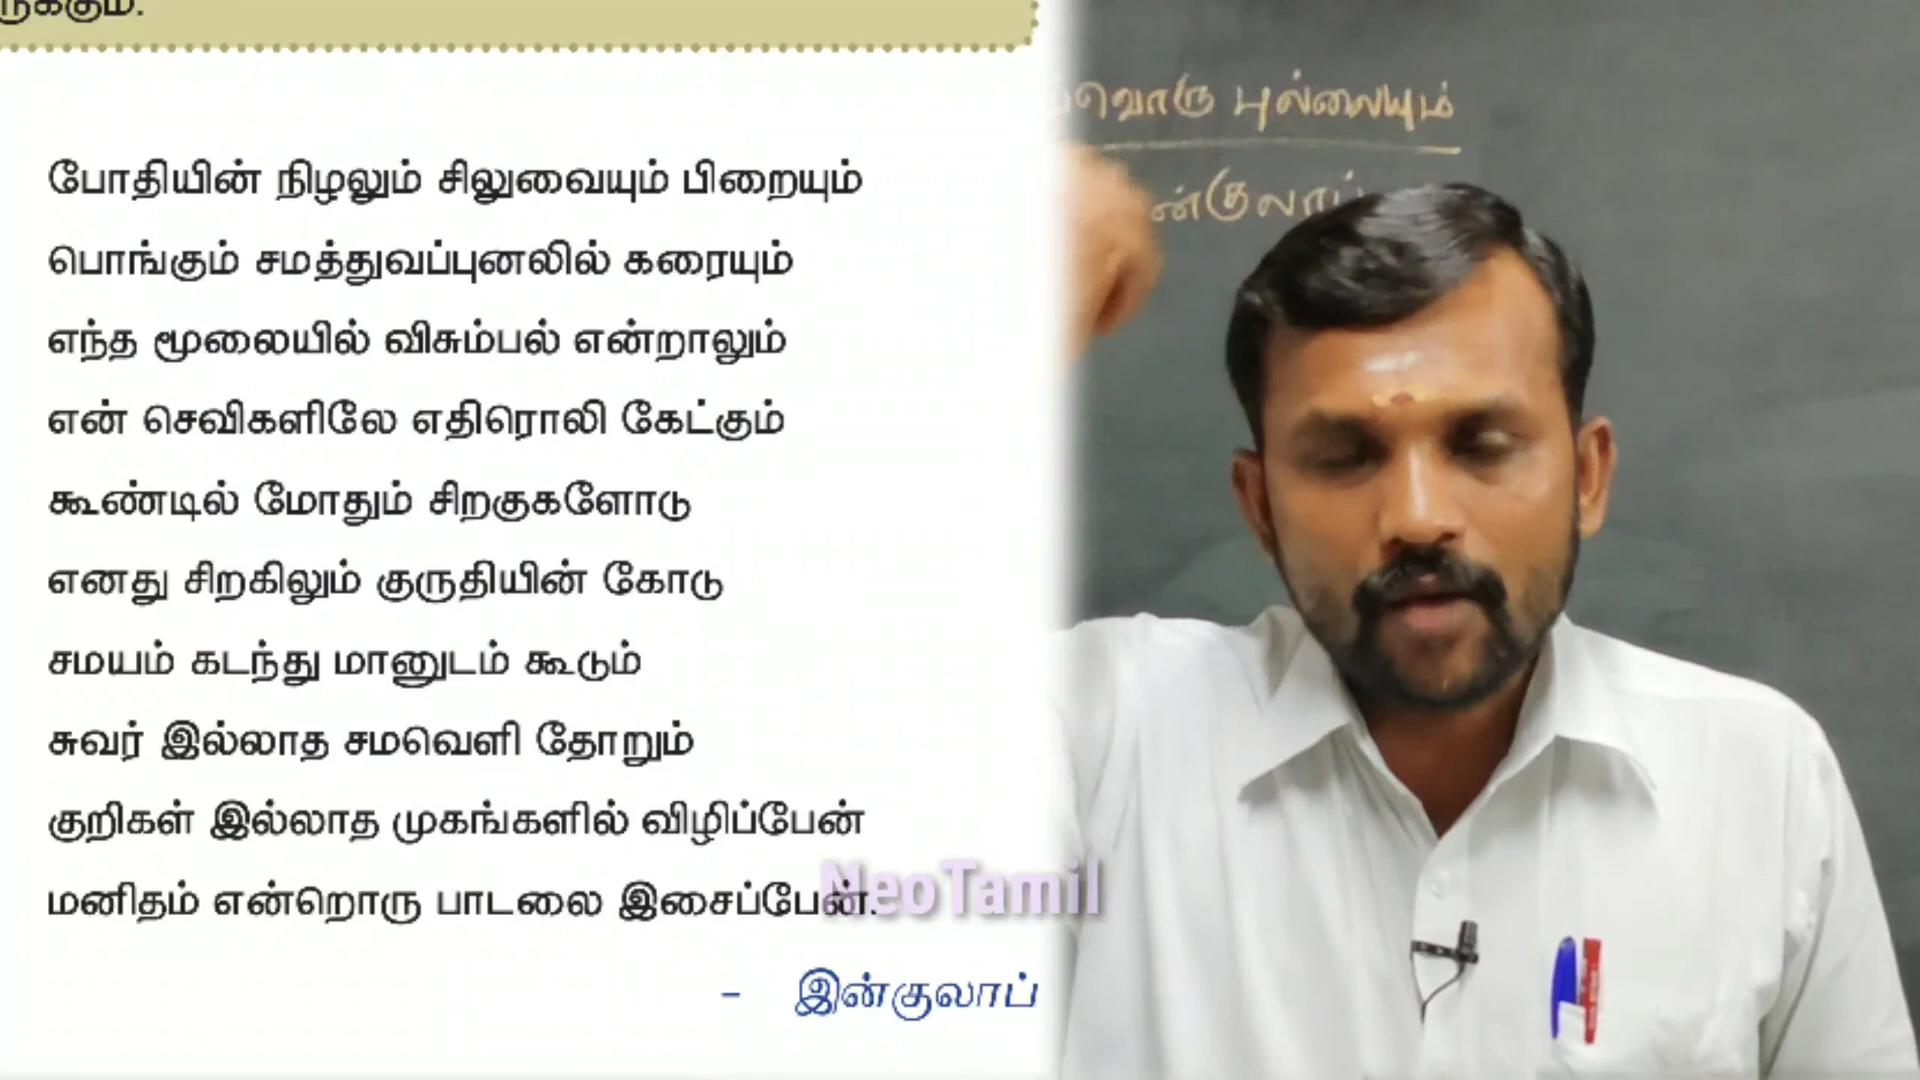 போதியின் நிழலும் சிலுவையும் பிறையும்
பொங்கும் சமத்துவப்புனலில் கரையும்
எந்த மூலையில் விசும்பல் என்றாலும்
என் செவிகளிலே எதிரொலி கேட்கும்
கூண்டில் மோதும் சிறகுகளோடு
எனது சிறகிலும் குருதியின் கோடு
சமயம் கடந்து மானுடம் கூடும்
சுவர் இல்லாத சமவெளி தோறும்
குறிகள் இல்லாத முகங்களில் விழிப்பேன்
மனிதம் என்றொரு பாடலை இசைப்பேன்.
– இன்குலாப்
புல்லையும்
NeoTamil